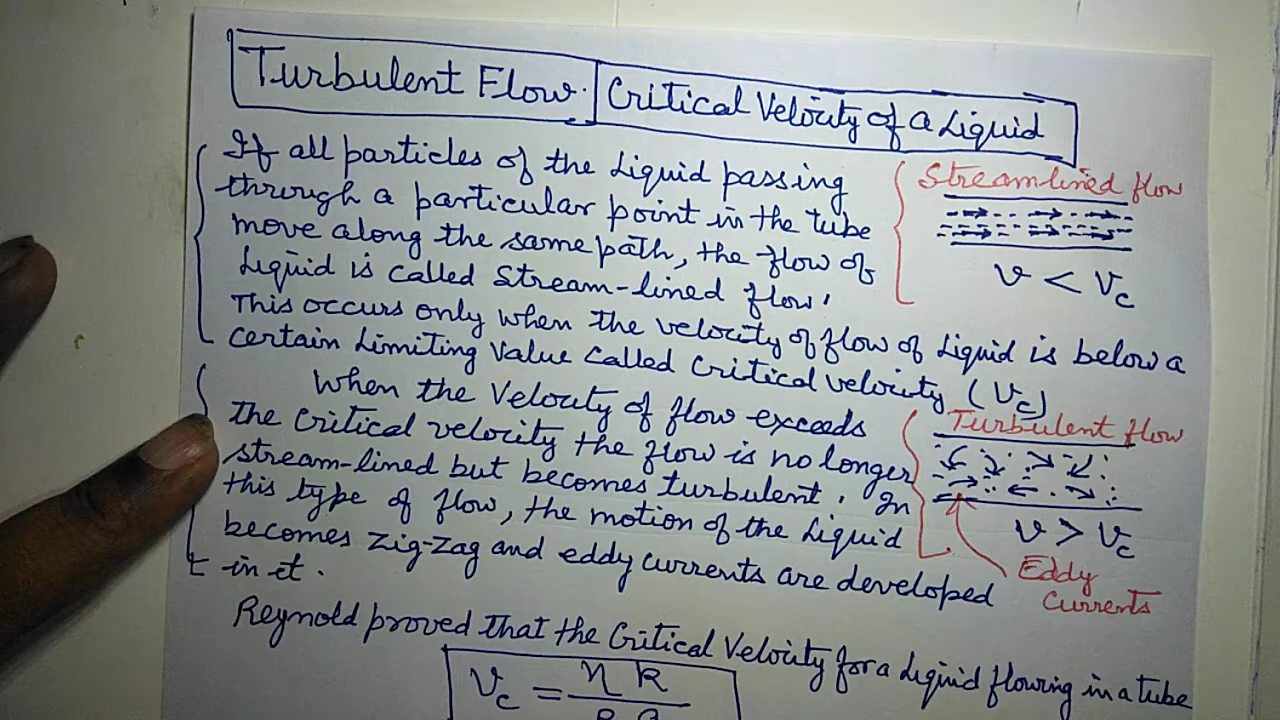 Turbulent Flow. Critical Velocity of a Liquid
If all particles of the Liquid passing
through a particular point in the tube
move along the same path, the flow of
Liquid is called Stream-lined flow.
This occurs only when the velocity of flow of Liquid is below a
certain Limiting Value called Critical velocity (Vc)
Streamlined flow
v < Vc
When the Velocity of flow exceeds
the critical velocity the flow is no longer
stream-lined but becomes turbulent. In
this type of flow, the motion of the Liquid
becomes Zig-Zag and eddy currents are developed
in it.
Turbulent flow
v > Vc
Eddy
Currents
Reynold proved that the Critical Velocity for a Liquid flowing in a tube
Vc = η k